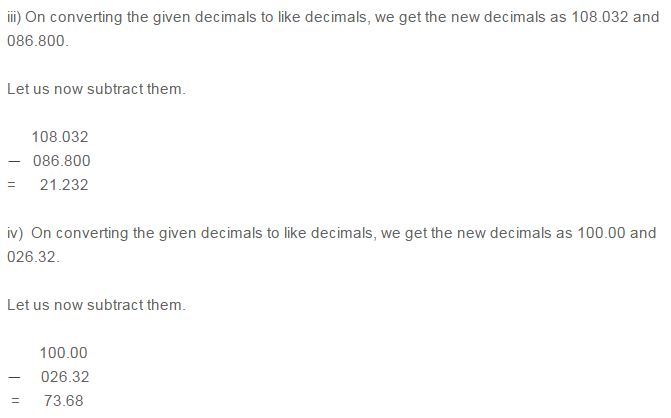 iii) On converting the given decimals to like decimals, we get the new decimals as 108.032 and
086.800.
Let us now subtract them.
108.032
— 086.800
= 21.232
iv) On converting the given decimals to like decimals, we get the new decimals as 100.00 and
026.32.
Let us now subtract them.
100.00
— 026.32
= 73.68